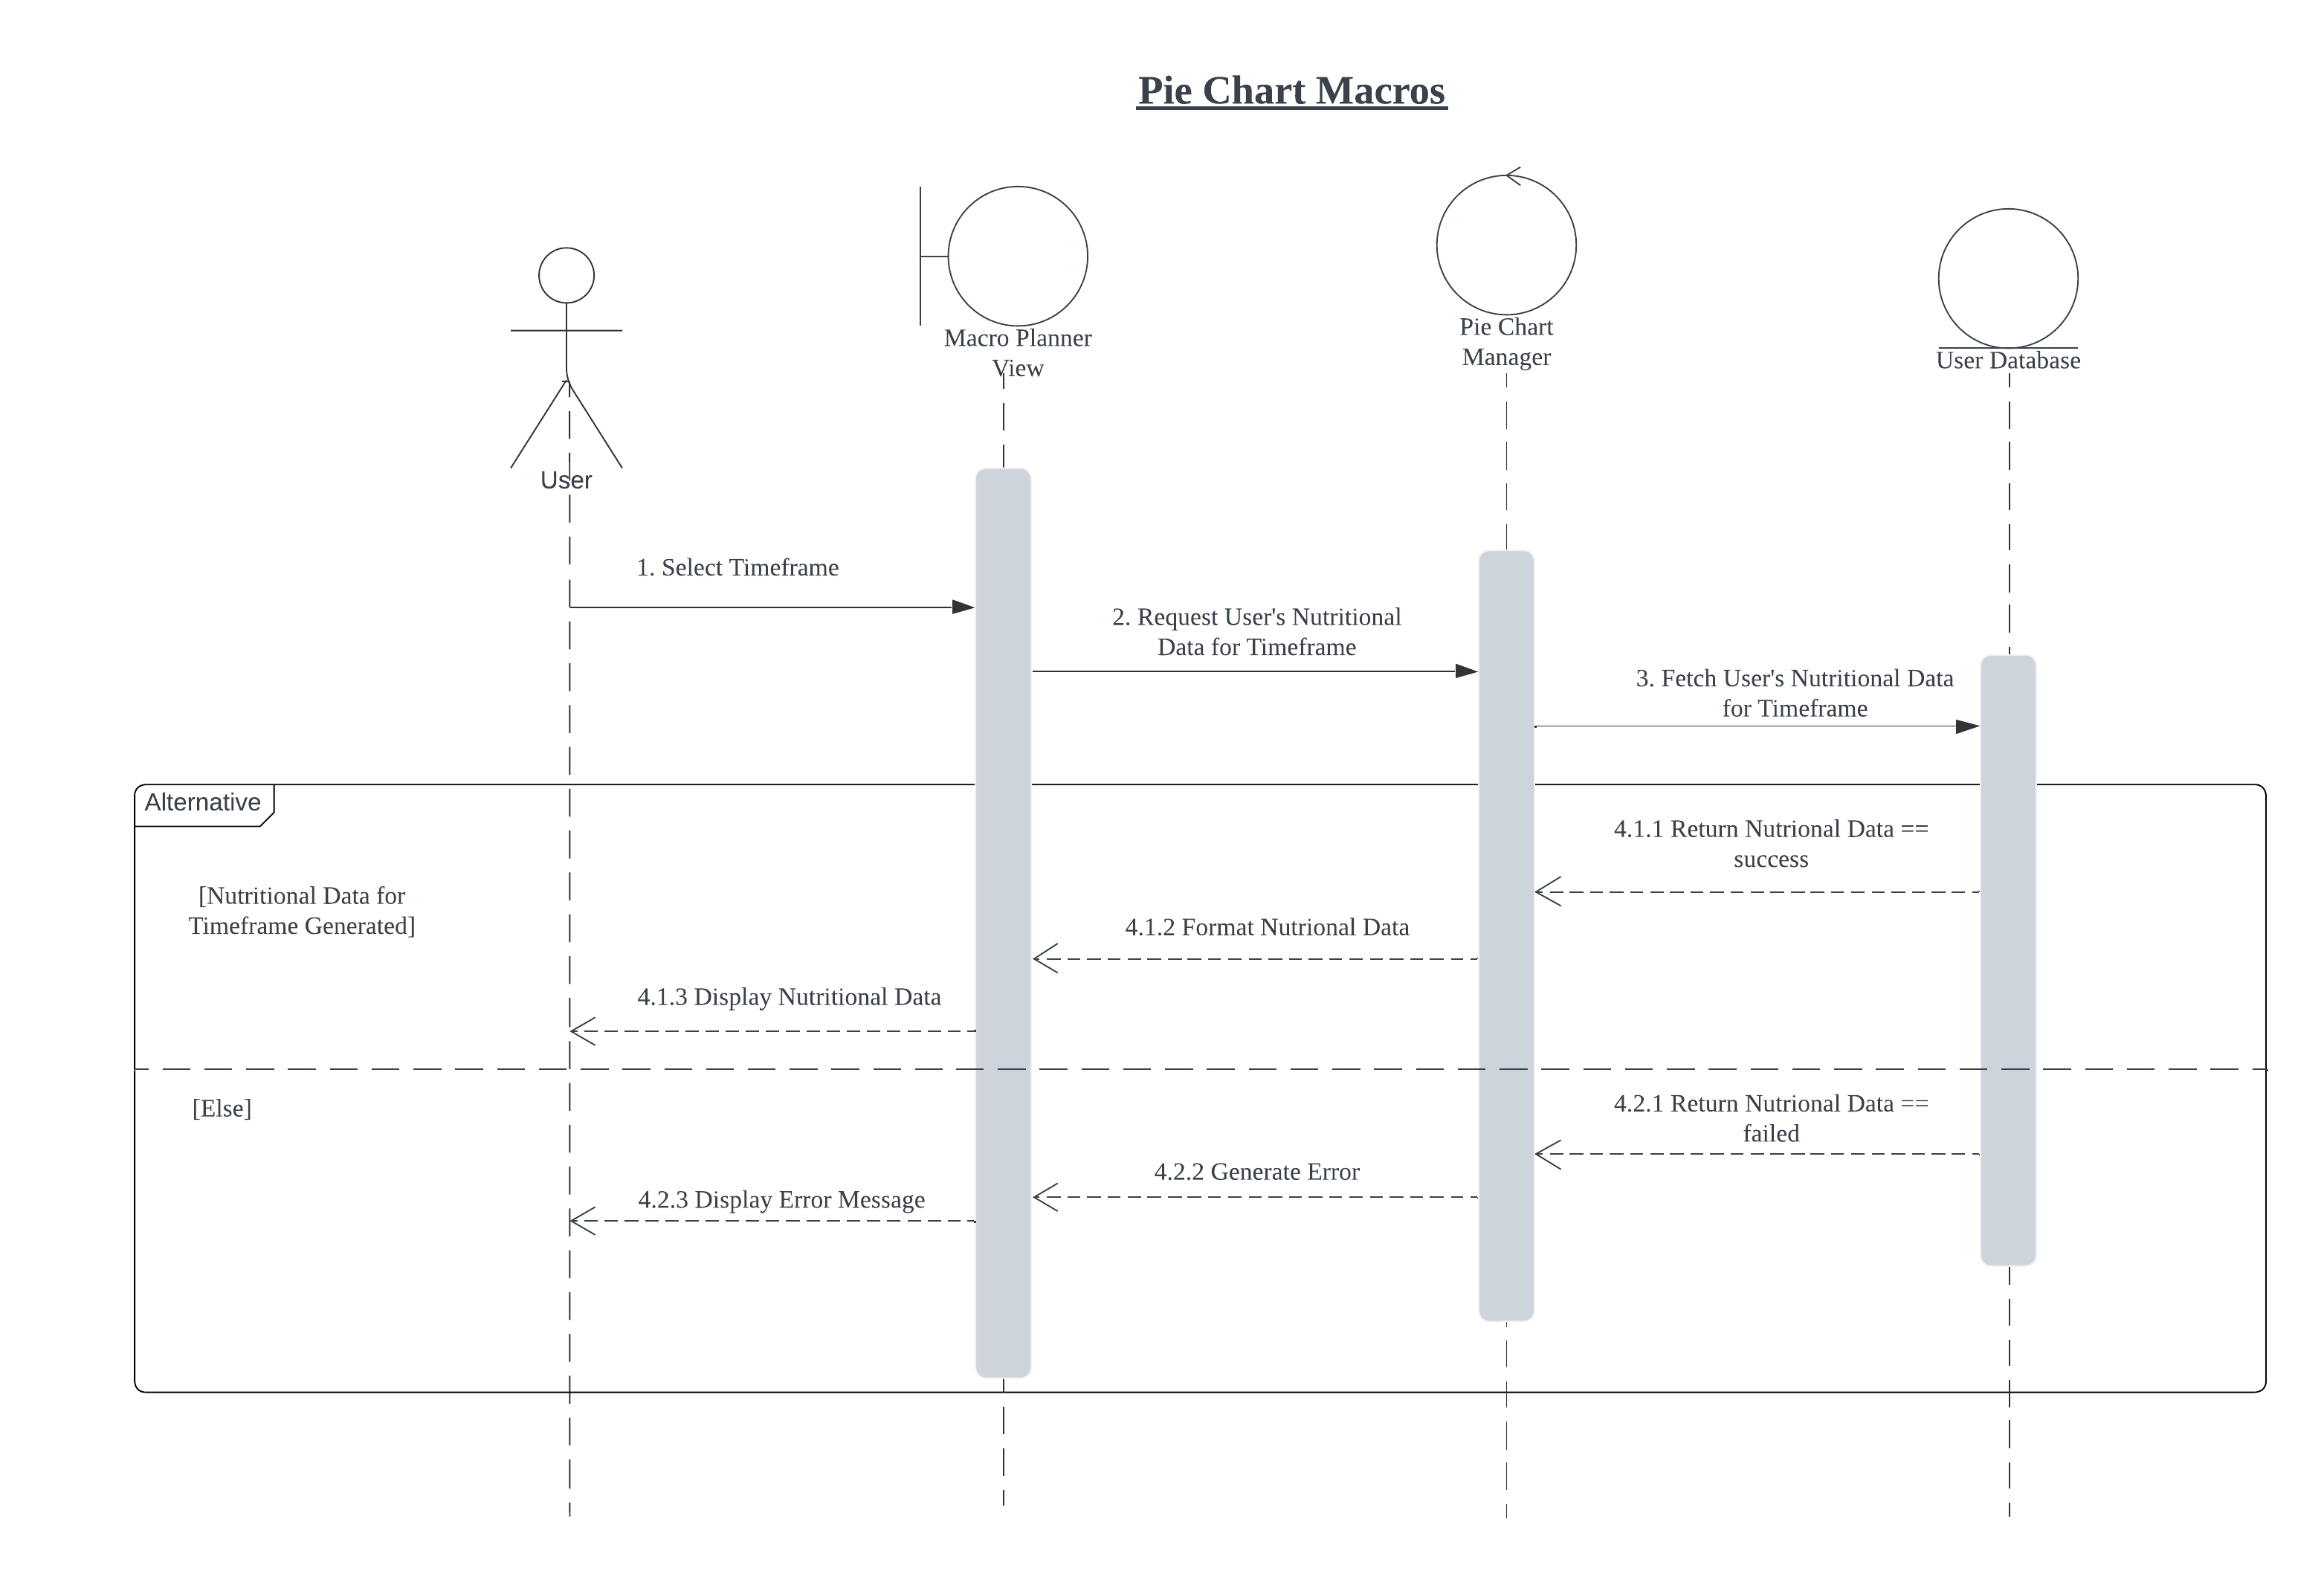 Pie Chart Macros
Macro Planner
View
Pie Chart
Manager
User Database
User
1. Select Timeframe
2. Request User's Nutritional
Data for Timeframe
3. Fetch User's Nutritional Data
for Timeframe
Alternative
4.1.1 Return Nutrional Data ==
success
[Nutritional Data for
Timeframe Generated]
4.1.2 Format Nutrional Data
4.1.3 Display Nutritional Data
[Else]
4.2.1 Return Nutrional Data ==
failed
4.2.2 Generate Error
4.2.3 Display Error Message